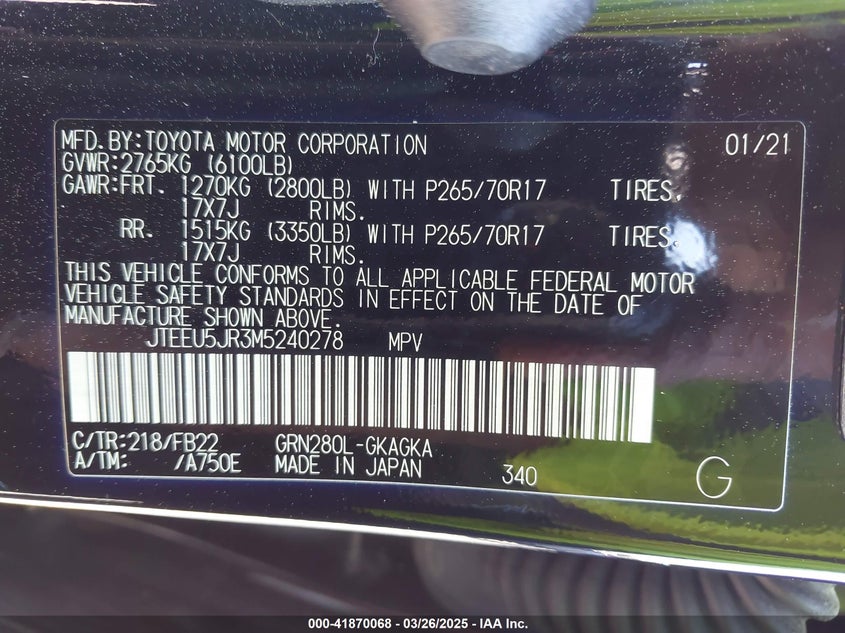 MFD. BY: TOYOTA MOTOR CORPORATION 01/21
GVWR: 2765KG (6100LB)
GAWR: FRT. 1270KG (2800LB) WITH P265/70R17 TIRES.
17X7J RIMS.
RR. 1515KG (3350LB) WITH P265/70R17 TIRES.
17X7J RIMS.
THIS VEHICLE CONFORMS TO ALL APPLICABLE FEDERAL MOTOR
VEHICLE SAFETY STANDARDS IN EFFECT ON THE DATE OF
MANUFACTURE SHOWN ABOVE.
JTEEU5JR3M5240278 MPV
C/TR: 218/FB22 GRN280L-GKAGKA
A/TM: /A750E MADE IN JAPAN 340 G
000-41870068 - 03/26/2025 - IAA Inc.